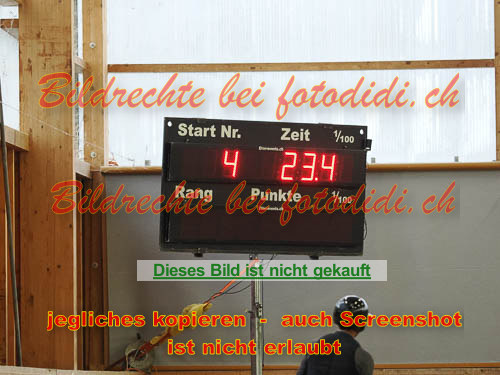 Bildrechte bei fotodidi.ch
Start Nr. Zeit 1/100
4 23.4
Rang Punkte 1/100
Bildrechte bei fotodidi.ch
Dieses Bild ist nicht gekauft
jegliches kopieren - auch Screenshot
ist nicht erlaubt